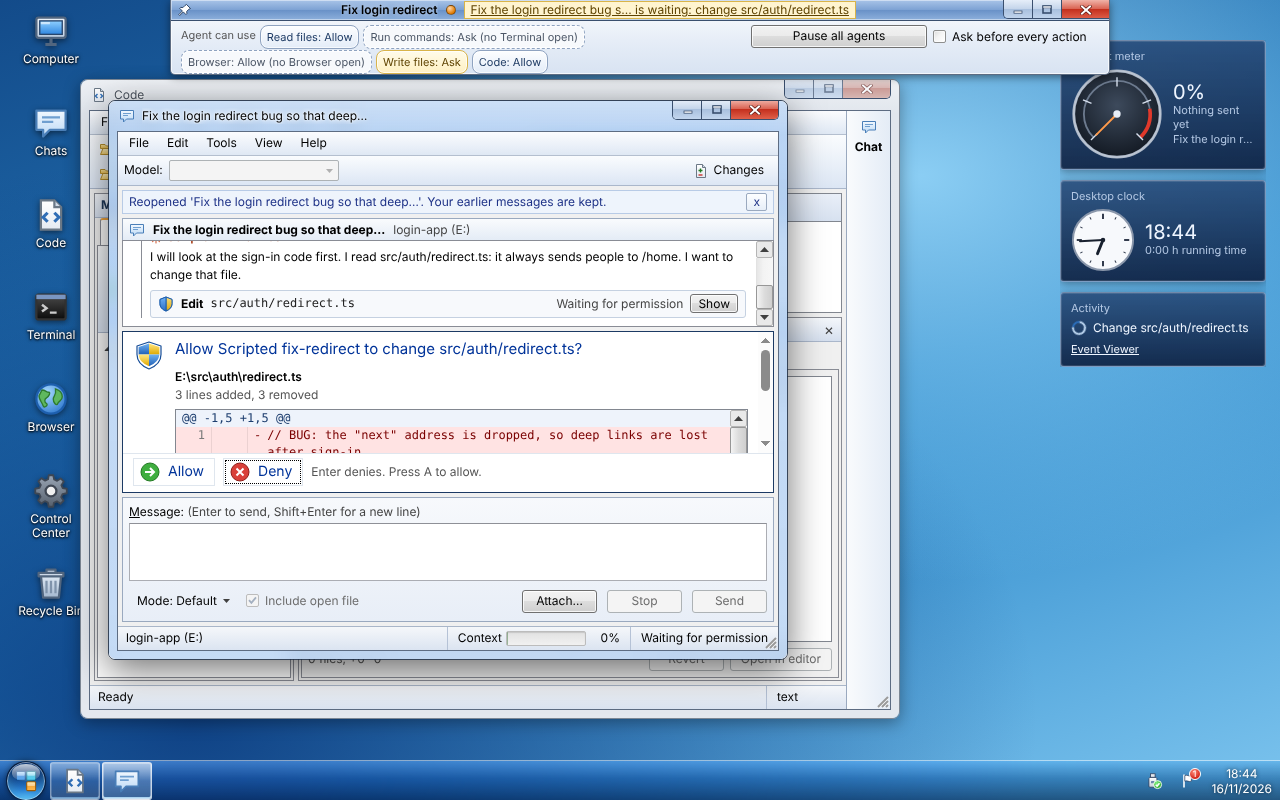 Fix login redirect
Fix the login redirect bug s... is waiting: change src/auth/redirect.ts
Agent can use
Read files: Allow
Run commands: Ask (no Terminal open)
Browser: Allow (no Browser open)
Write files: Ask
Code: Allow
Pause all agents
Ask before every action
Computer
Chats
Code
Terminal
Browser
Control
Center
Recycle Bin
Code
Chat
Fix the login redirect bug so that deep...
File
Edit
Tools
View
Help
Model:
Changes
Reopened 'Fix the login redirect bug so that deep...'. Your earlier messages are kept.
x
Fix the login redirect bug so that deep...
login-app (E:)
I will look at the sign-in code first. I read src/auth/redirect.ts: it always sends people to /home. I want to
change that file.
Edit src/auth/redirect.ts
Waiting for permission
Show
Allow Scripted fix-redirect to change src/auth/redirect.ts?
E:\src\auth\redirect.ts
3 lines added, 3 removed
@@ -1,5 +1,5 @@
1 - // BUG: the "next" address is dropped, so deep links are lost
after sign-in
Allow
Deny
Enter denies. Press A to allow.
Message: (Enter to send, Shift+Enter for a new line)
Mode: Default
Include open file
Attach...
Stop
Send
login-app (E:)
Context
0%
Waiting for permission
Revert
Open in editor
Ready
text
meter
0%
Nothing sent
yet
Fix the login r...
Desktop clock
18:44
0:00 h running time
Activity
Change src/auth/redirect.ts
Event Viewer
1
18:44
16/11/2026